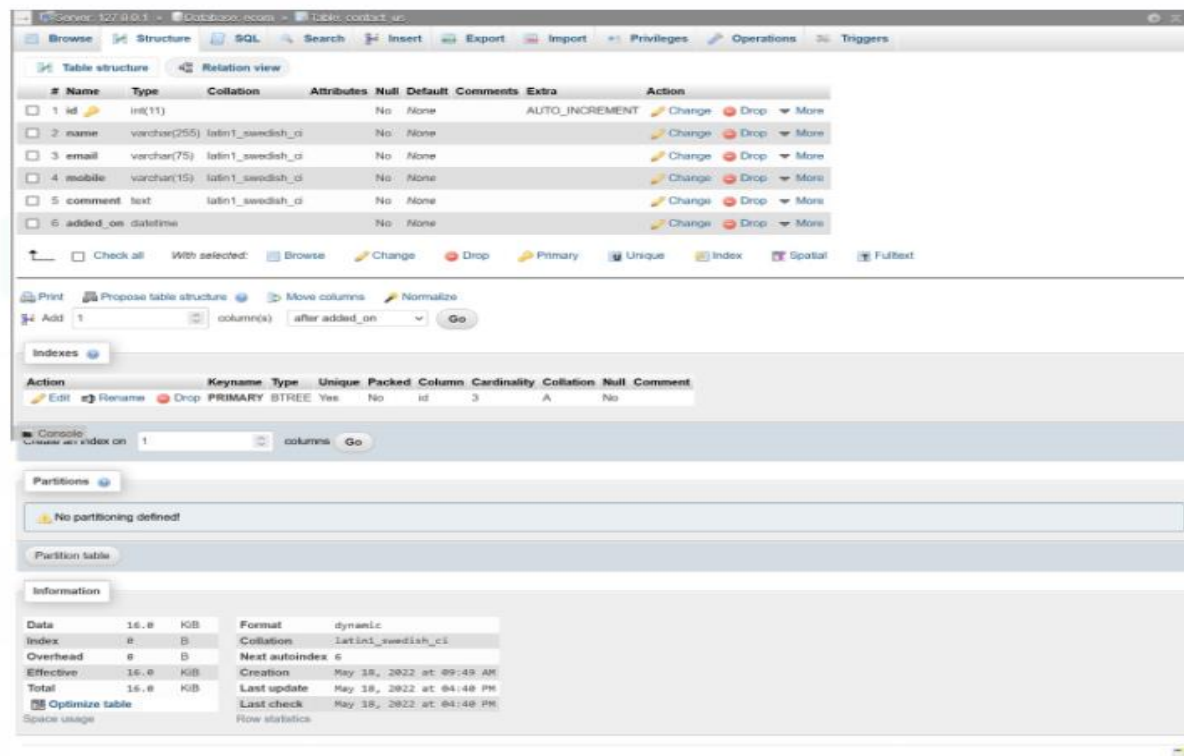 Server: 127.0.0.1 » Database: ecom » Table: contact_us
Browse Structure SQL Search Insert Export Import Privileges Operations Triggers
Table structure Relation view
# Name Type Collation Attributes Null Default Comments Extra Action
1 id int(11) No None AUTO_INCREMENT Change Drop More
2 name varchar(255) latin1_swedish_ci No None Change Drop More
3 email varchar(75) latin1_swedish_ci No None Change Drop More
4 mobile varchar(15) latin1_swedish_ci No None Change Drop More
5 comment text latin1_swedish_ci No None Change Drop More
6 added_on datetime No None Change Drop More
Check all With selected: Browse Change Drop Primary Unique Index Spatial Fulltext
Print Propose table structure Move columns Normalize
Add 1 column(s) after added_on Go
Indexes
Action Keyname Type Unique Packed Column Cardinality Collation Null Comment
Edit Rename Drop PRIMARY BTREE Yes No id 3 A No
Console
Create an index on 1 columns Go
Partitions
No partitioning defined!
Partition table
Information
Data 16.0 KiB Format dynamic
Index 0 B Collation latin1_swedish_ci
Overhead 0 B Next autoindex 6
Effective 16.0 KiB Creation May 18, 2022 at 09:49 AM
Total 16.0 KiB Last update May 18, 2022 at 04:40 PM
Optimize table Last check May 18, 2022 at 04:40 PM
Space usage Row statistics